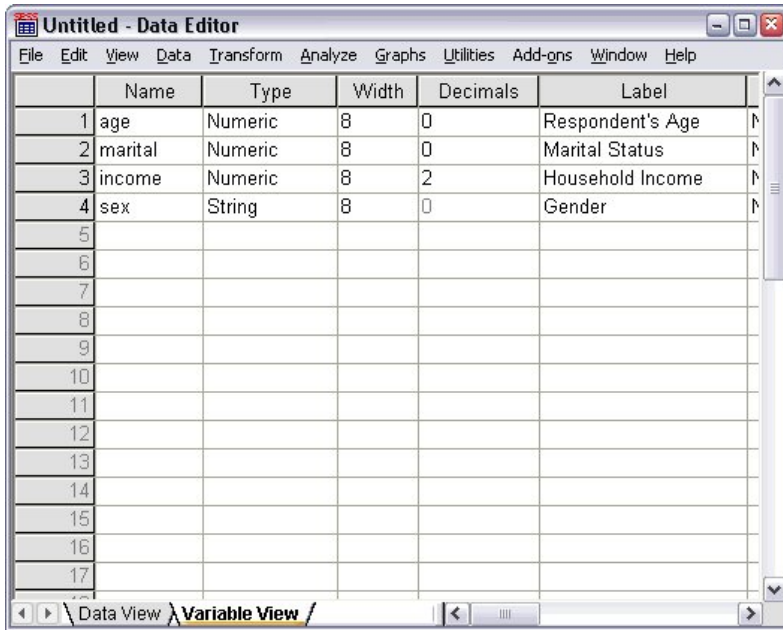 Untitled - Data Editor
File Edit View Data Transform Analyze Graphs Utilities Add-ons Window Help
Name Type Width Decimals Label
1 age Numeric 8 0 Respondent's Age N
2 marital Numeric 8 0 Marital Status N
3 income Numeric 8 2 Household Income N
4 sex String 8 0 Gender N
5
6
7
8
9
10
11
12
13
14
15
16
17
Data View Variable View